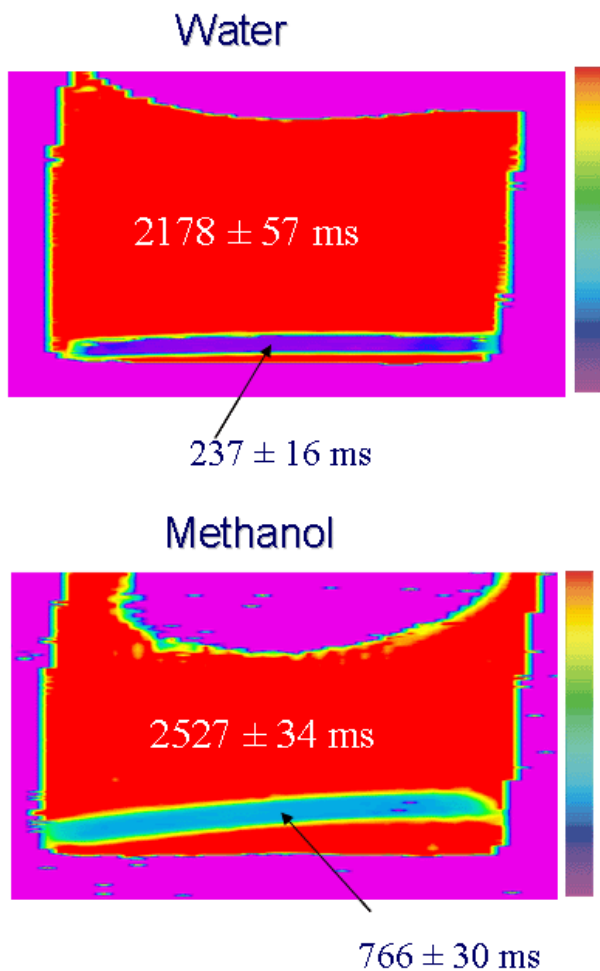 Water
2178 ± 57 ms
237 ± 16 ms
Methanol
2527 ± 34 ms
766 ± 30 ms